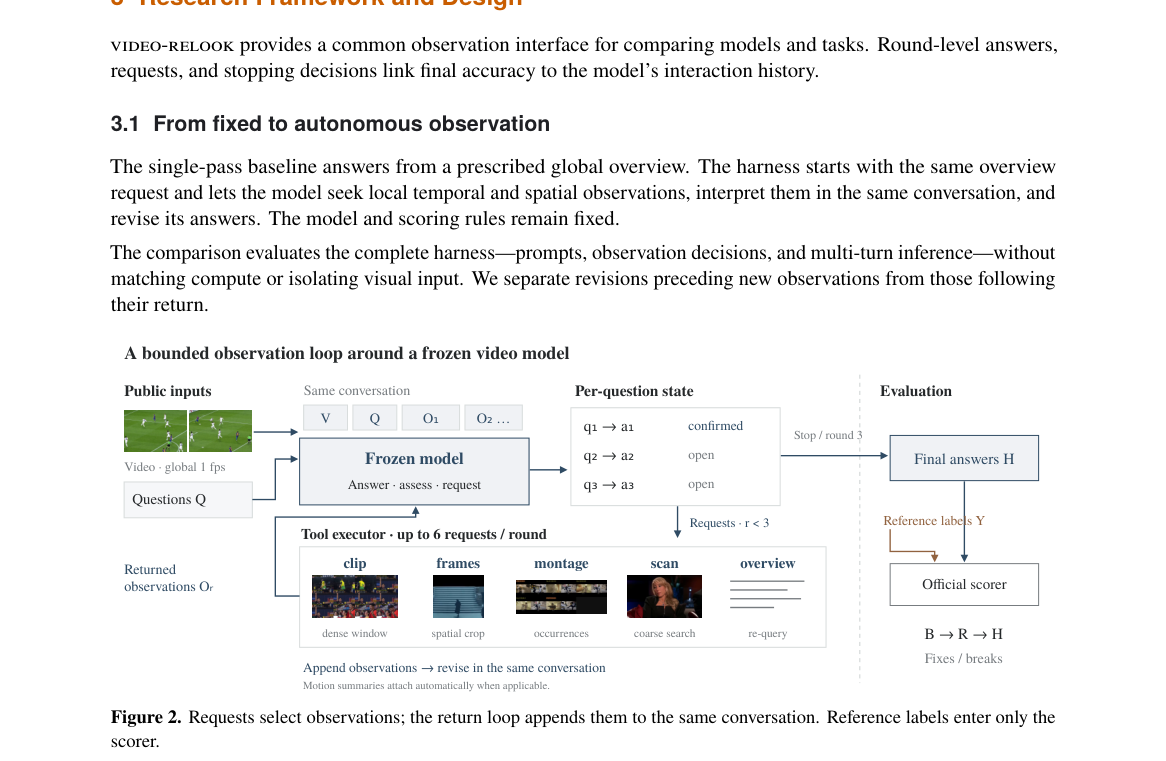 3 Research Framework and Design
VIDEO-RELOOK provides a common observation interface for comparing models and tasks. Round-level answers,
requests, and stopping decisions link final accuracy to the model's interaction history.
3.1 From fixed to autonomous observation
The single-pass baseline answers from a prescribed global overview. The harness starts with the same overview
request and lets the model seek local temporal and spatial observations, interpret them in the same conversation, and
revise its answers. The model and scoring rules remain fixed.
The comparison evaluates the complete harness—prompts, observation decisions, and multi-turn inference—without
matching compute or isolating visual input. We separate revisions preceding new observations from those following
their return.
A bounded observation loop around a frozen video model
Public inputs
Video · global 1 fps
Questions Q
Returned
observations Oᵣ
Same conversation
V Q O₁ O₂ …
Frozen model
Answer · assess · request
Per-question state
q₁ → a₁ confirmed
q₂ → a₂ open
q₃ → a₃ open
Stop / round 3
Requests · r < 3
Tool executor · up to 6 requests / round
clip frames montage scan overview
dense window spatial crop occurrences coarse search re-query
Append observations → revise in the same conversation
Motion summaries attach automatically when applicable.
Evaluation
Final answers H
Reference labels Y
Official scorer
B → R → H
Fixes / breaks
Figure 2. Requests select observations; the return loop appends them to the same conversation. Reference labels enter only the
scorer.